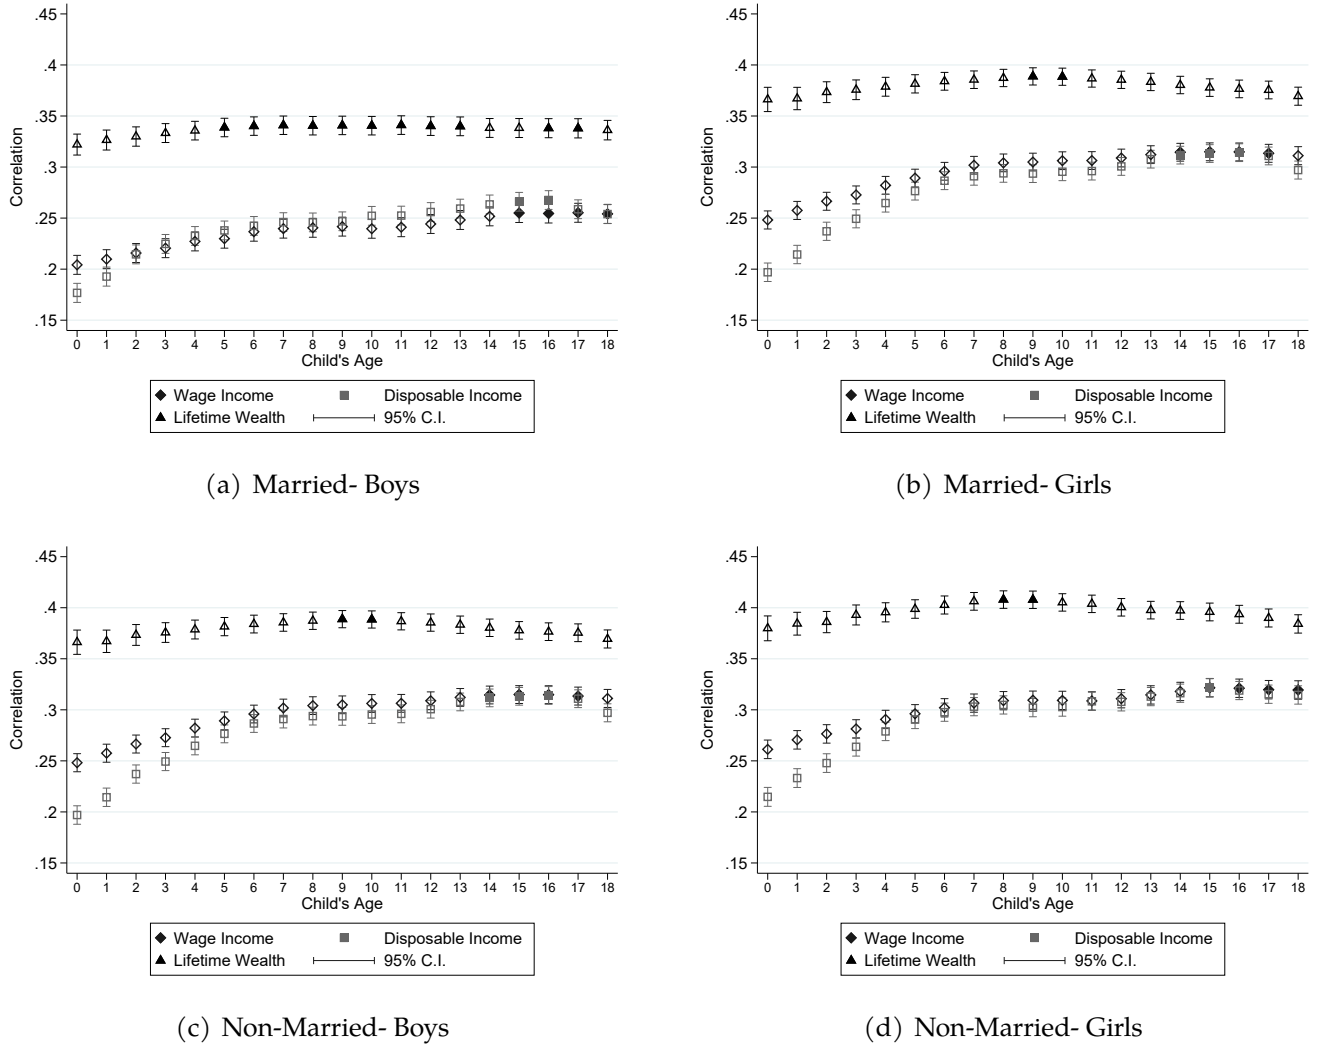 .45
.4
.35
.3
.25
.2
.15
Correlation
0 1 2 3 4 5 6 7 8 9 10 11 12 13 14 15 16 17 18
Child's Age
Wage Income Disposable Income
Lifetime Wealth 95% C.I.
(a) Married- Boys
.45
.4
.35
.3
.25
.2
.15
Correlation
0 1 2 3 4 5 6 7 8 9 10 11 12 13 14 15 16 17 18
Child's Age
Wage Income Disposable Income
Lifetime Wealth 95% C.I.
(b) Married- Girls
.45
.4
.35
.3
.25
.2
.15
Correlation
0 1 2 3 4 5 6 7 8 9 10 11 12 13 14 15 16 17 18
Child's Age
Wage Income Disposable Income
Lifetime Wealth 95% C.I.
(c) Non-Married- Boys
.45
.4
.35
.3
.25
.2
.15
Correlation
0 1 2 3 4 5 6 7 8 9 10 11 12 13 14 15 16 17 18
Child's Age
Wage Income Disposable Income
Lifetime Wealth 95% C.I.
(d) Non-Married- Girls